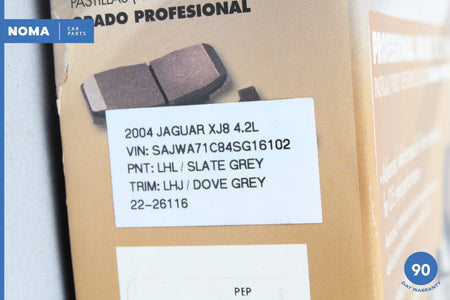 PASTILLAS
GRADO PROFESIONAL
NOMA CAR PARTS
2004 JAGUAR XJ8 4.2L
VIN: SAJWA71C84SG16102
PNT: LHL / SLATE GREY
TRIM: LHJ / DOVE GREY
22-26116
PEP
90
DAY WARRANTY